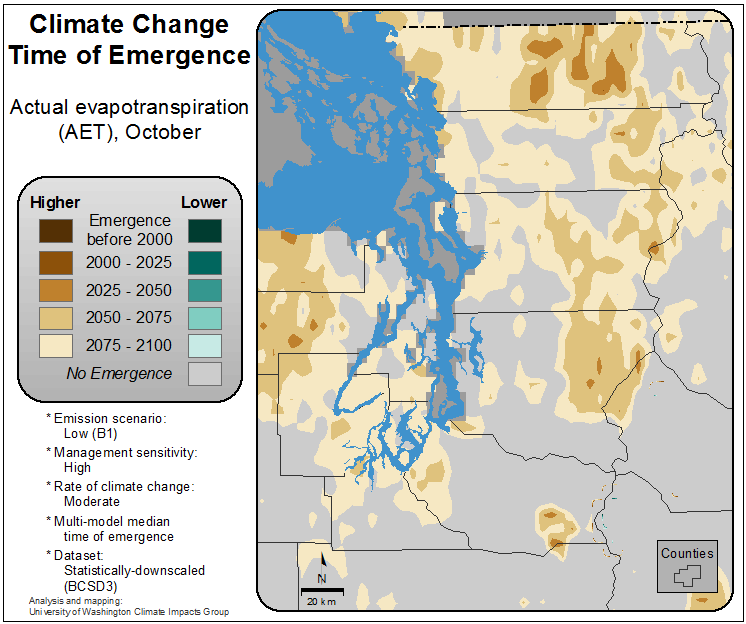 Climate Change
Time of Emergence
Actual evapotranspiration
(AET), October
Higher Lower
Emergence
before 2000
2000 - 2025
2025 - 2050
2050 - 2075
2075 - 2100
No Emergence
* Emission scenario:
Low (B1)
* Management sensitivity:
High
* Rate of climate change:
Moderate
* Multi-model median
time of emergence
* Dataset:
Statistically-downscaled
(BCSD3)
Analysis and mapping:
University of Washington Climate Impacts Group
N
20 km
Counties